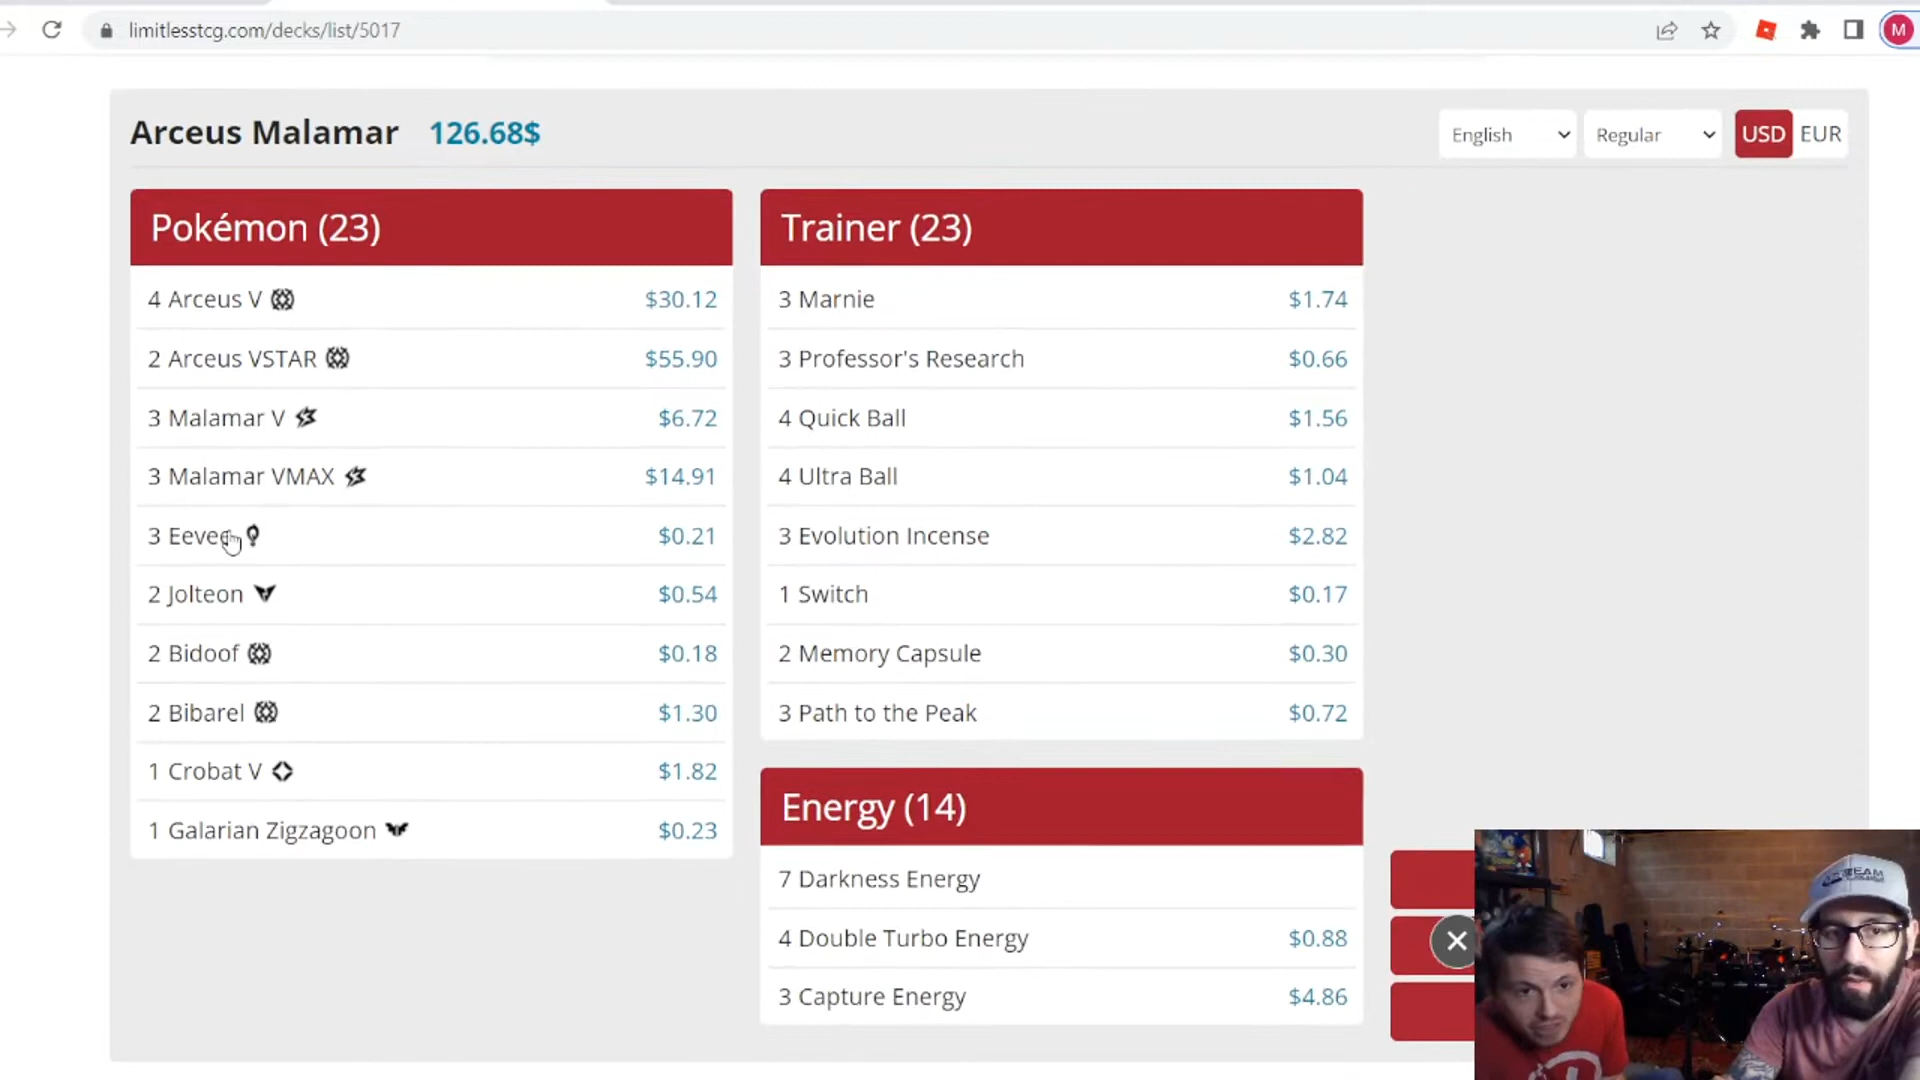 limitlesstcg.com/decks/list/5017
M
Arceus Malamar 126.68$
English
Regular
USD
EUR
Pokémon (23)
4 Arceus V $30.12
2 Arceus VSTAR $55.90
3 Malamar V $6.72
3 Malamar VMAX $14.91
3 Eevee $0.21
2 Jolteon $0.54
2 Bidoof $0.18
2 Bibarel $1.30
1 Crobat V $1.82
1 Galarian Zigzagoon $0.23
Trainer (23)
3 Marnie $1.74
3 Professor's Research $0.66
4 Quick Ball $1.56
4 Ultra Ball $1.04
3 Evolution Incense $2.82
1 Switch $0.17
2 Memory Capsule $0.30
3 Path to the Peak $0.72
Energy (14)
7 Darkness Energy
4 Double Turbo Energy $0.88
3 Capture Energy $4.86